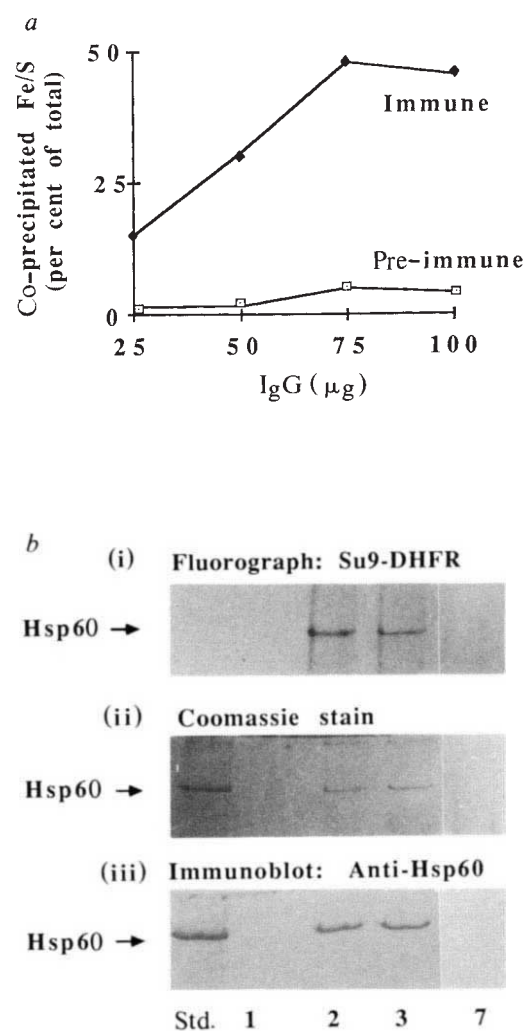 a
Co-precipitated Fe/S
(per cent of total)
50
25
0
Immune
Pre-immune
25 50 75 100
IgG (µg)
b
(i) Fluorograph: Su9-DHFR
Hsp60 →
(ii) Coomassie stain
Hsp60 →
(iii) Immunoblot: Anti-Hsp60
Hsp60 →
Std. 1 2 3 7